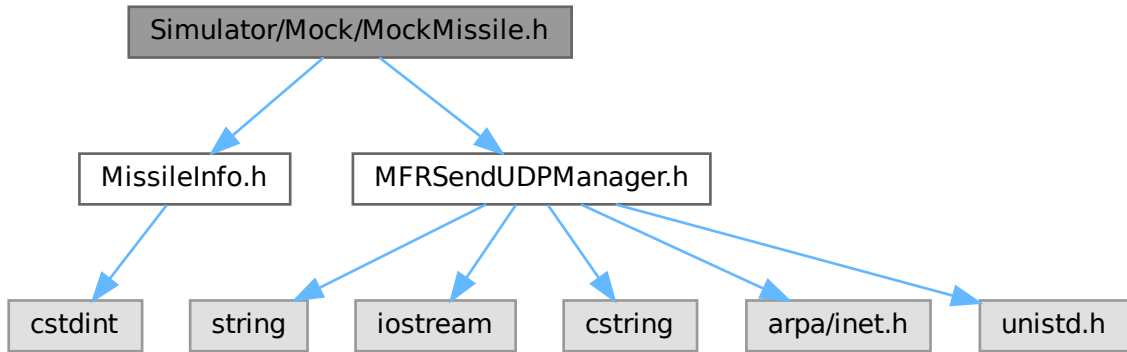 Simulator/Mock/MockMissile.h
MissileInfo.h
MFRSendUDPManager.h
cstdint
string
iostream
cstring
arpa/inet.h
unistd.h